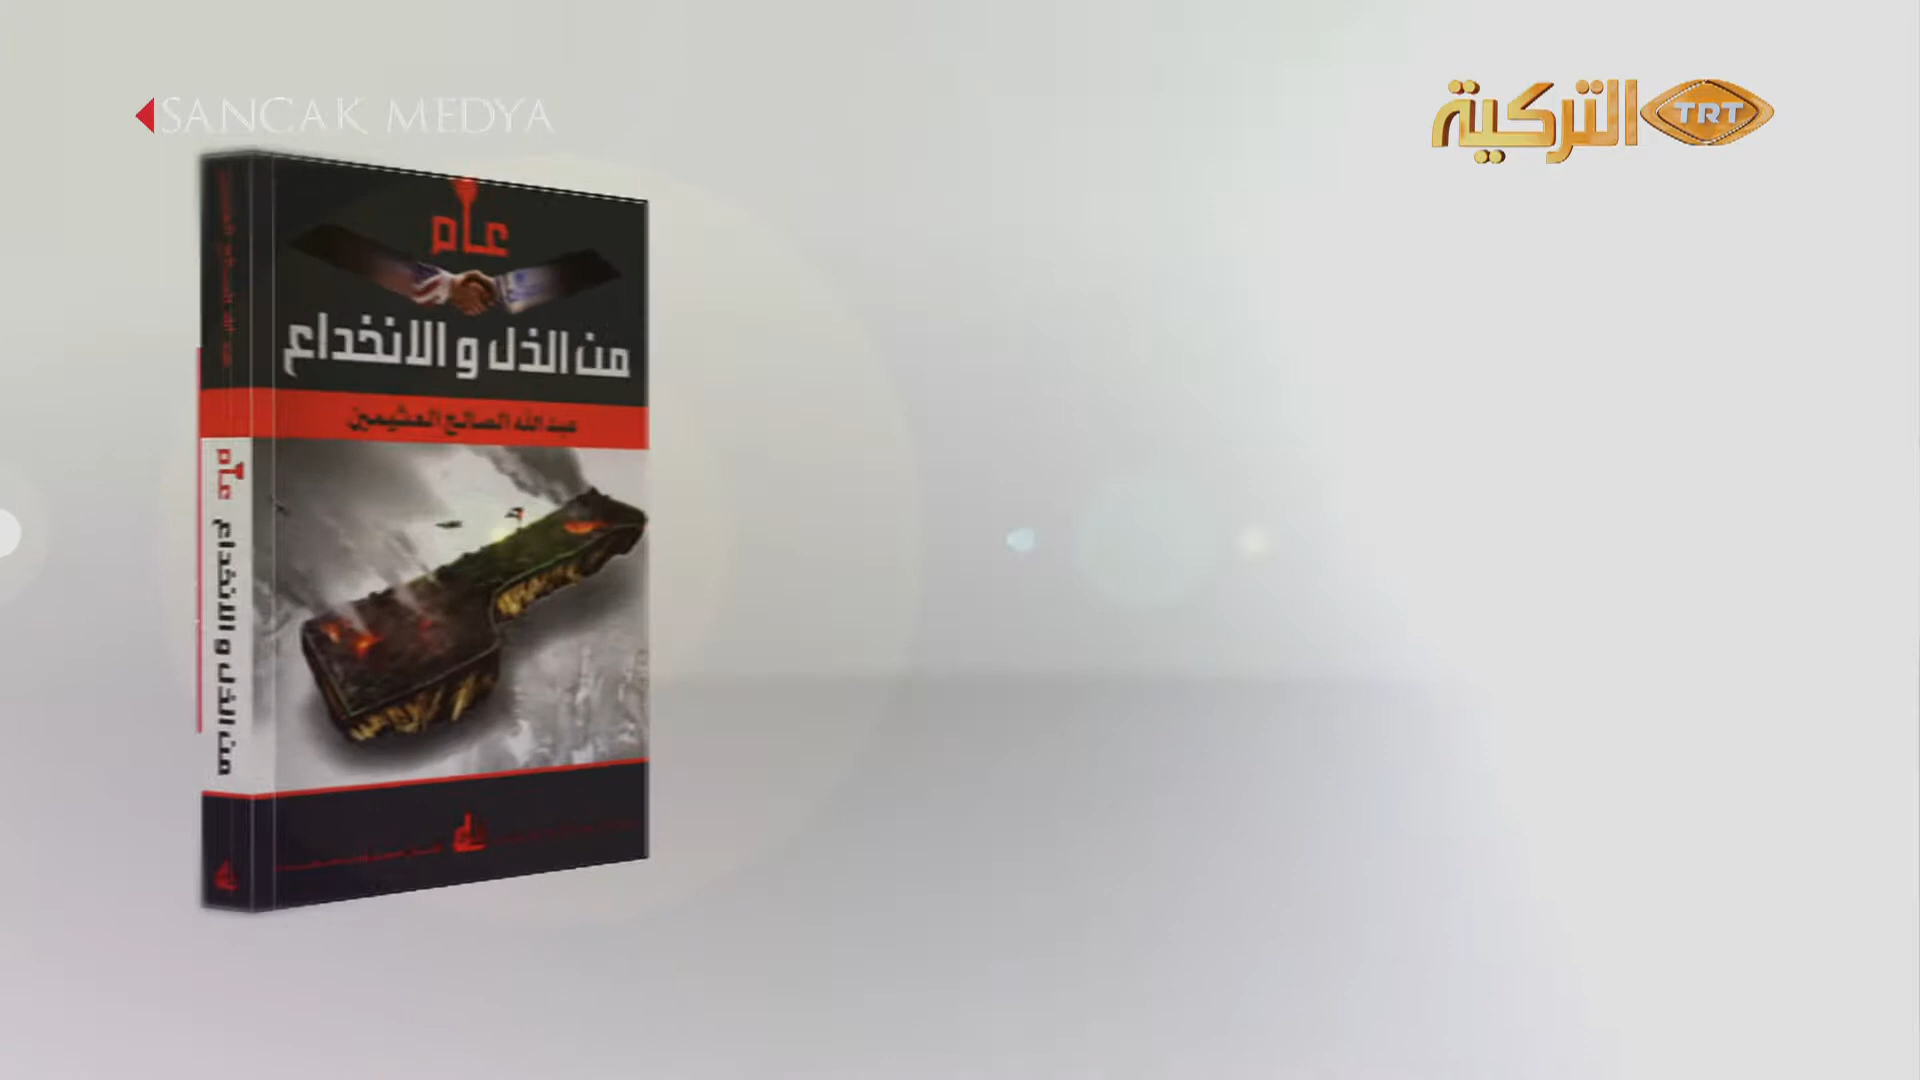 SANCAK MEDYA
التركية TRT
عام
من الذل و الانخداع
عبد الله الصالح العثيمين
عام من الذل و الانخداع